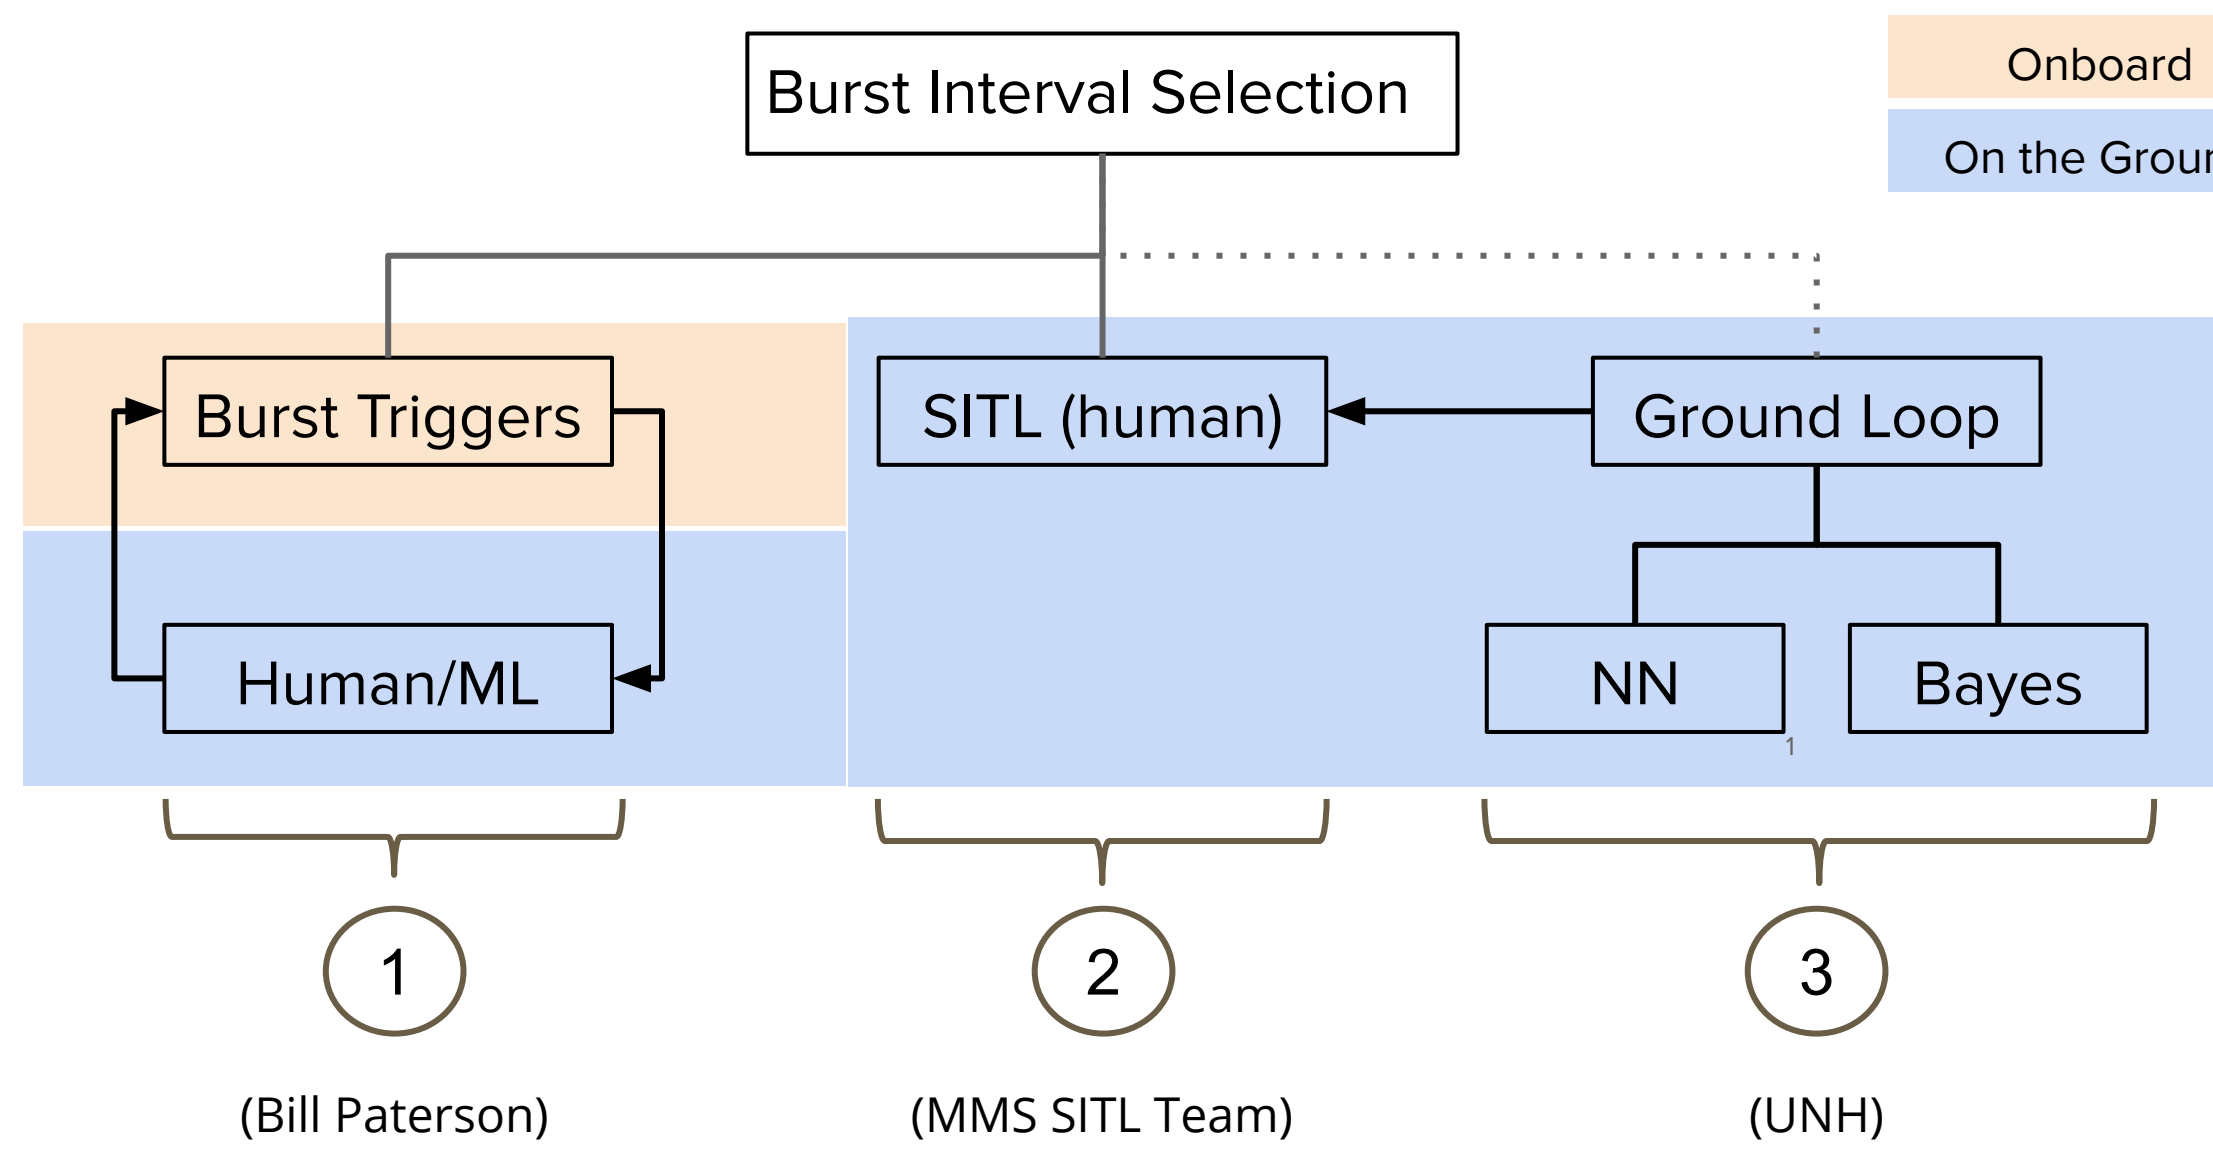 Burst Interval Selection
Onboard
On the Groun
Burst Triggers
SITL (human)
Ground Loop
Human/ML
NN
Bayes
1
1
2
3
(Bill Paterson)
(MMS SITL Team)
(UNH)